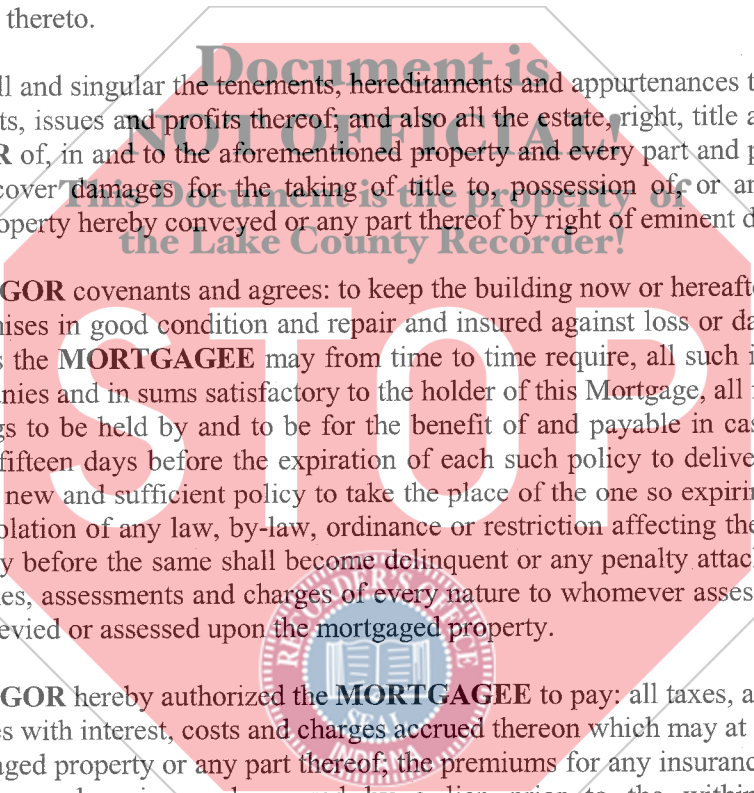 thereto.
Document is
ll and singular the tenements, hereditaments and appurtenances t
ts, issues and profits thereof; and also all the estate, right, title a
NOT OFFICIAL!
R of, in and to the aforementioned property and every part and p
cover damages for the taking of title to, possession of, or an
This Document is the property of
operty hereby conveyed or any part thereof by right of eminent d
the Lake County Recorder!
GOR covenants and agrees: to keep the building now or hereafte
nises in good condition and repair and insured against loss or da
s the MORTGAGEE may from time to time require, all such i
nies and in sums satisfactory to the holder of this Mortgage, all
gs to be held by and to be for the benefit of and payable in cas
STOP
fifteen days before the expiration of each such policy to delive
new and sufficient policy to take the place of the one so expirin
olation of any law, by-law, ordinance or restriction affecting the
y before the same shall become delinquent or any penalty attac
es, assessments and charges of every nature to whomever asses
evied or assessed upon the mortgaged property.
RECORDER'S OFFICE
GOR hereby authorized the MORTGAGEE to pay: all taxes, a
es with interest, costs and charges accrued thereon which may at
SEAL
INDIANA
aged property or any part thereof; the premiums for any insuranc